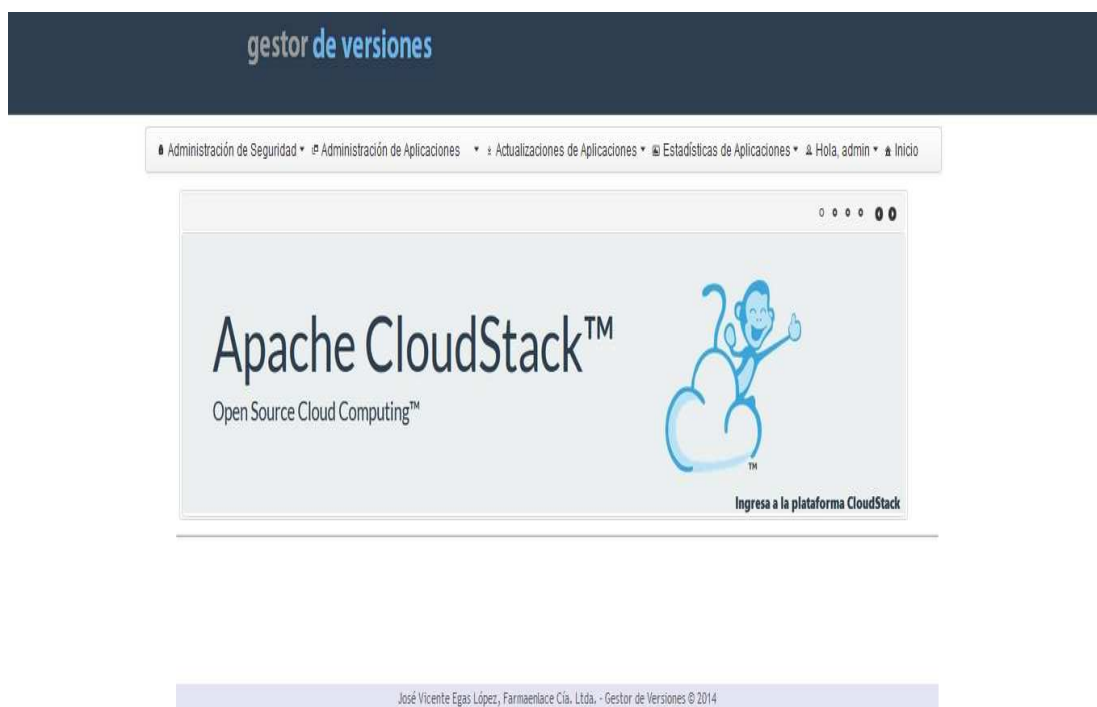 gestor de versiones
Administración de Seguridad Administración de Aplicaciones Actualizaciones de Aplicaciones Estadísticas de Aplicaciones Hola, admin Inicio
Apache CloudStack™
Open Source Cloud Computing™
TM
Ingresa a la plataforma CloudStack
José Vicente Egas López, Farmaenlace Cía. Ltda. - Gestor de Versiones © 2014